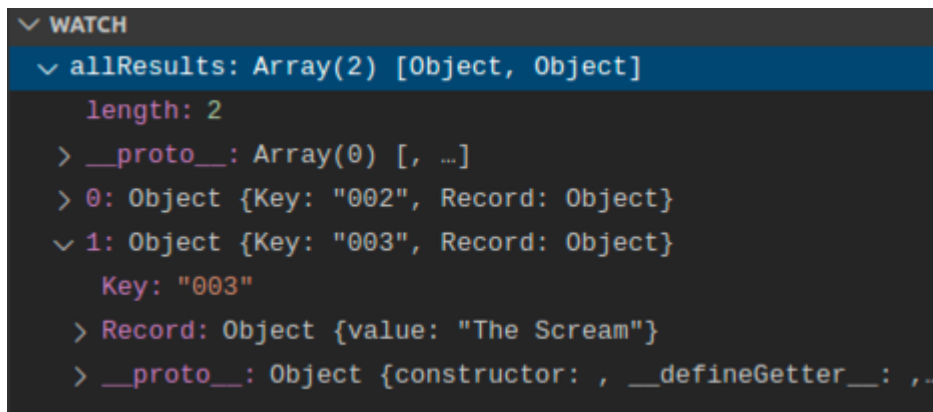 WATCH
allResults: Array(2) [Object, Object]
length: 2
__proto__: Array(0) [, …]
0: Object {Key: "002", Record: Object}
1: Object {Key: "003", Record: Object}
Key: "003"
Record: Object {value: "The Scream"}
__proto__: Object {constructor: , __defineGetter__: ,…